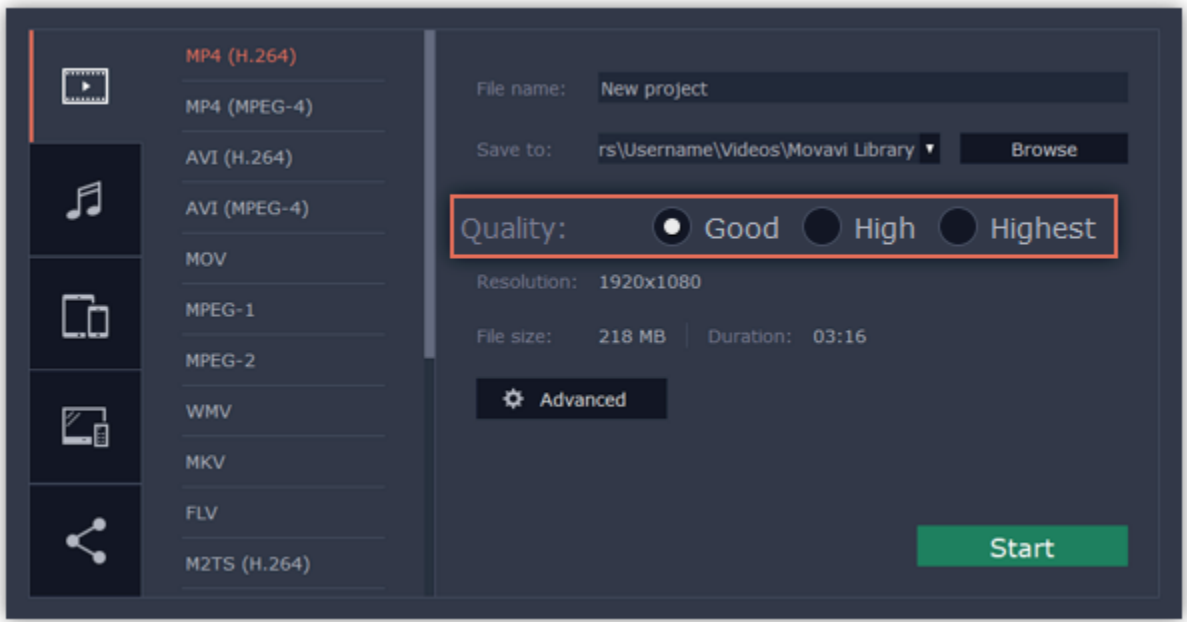 MP4 (H.264)
MP4 (MPEG-4)
AVI (H.264)
AVI (MPEG-4)
MOV
MPEG-1
MPEG-2
WMV
MKV
FLV
M2TS (H.264)
File name: New project
Save to: rs\Username\Videos\Movavi Library Browse
Quality: Good High Highest
Resolution: 1920x1080
File size: 218 MB Duration: 03:16
Advanced
Start